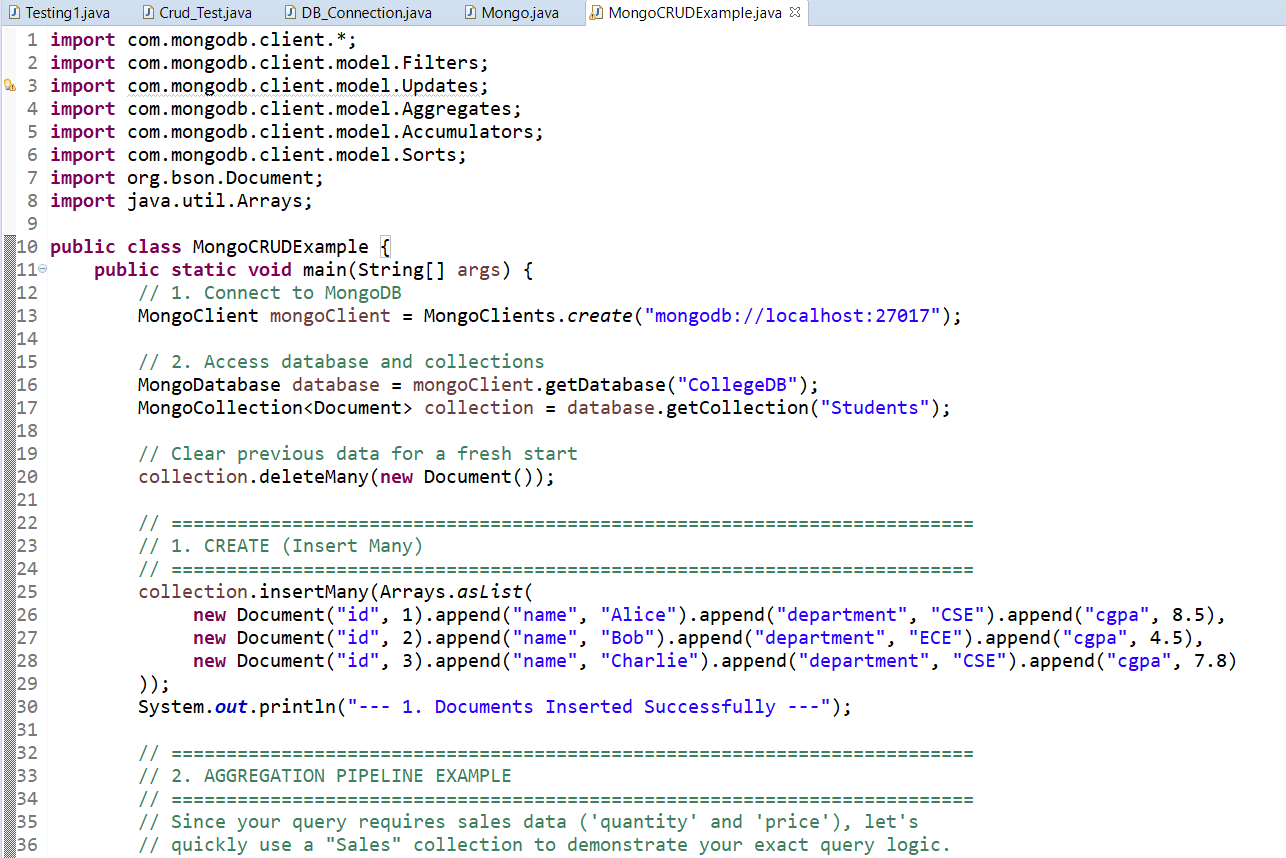 Testing1.java Crud_Test.java DB_Connection.java Mongo.java MongoCRUDExample.java
1 import com.mongodb.client.*;
2 import com.mongodb.client.model.Filters;
3 import com.mongodb.client.model.Updates;
4 import com.mongodb.client.model.Aggregates;
5 import com.mongodb.client.model.Accumulators;
6 import com.mongodb.client.model.Sorts;
7 import org.bson.Document;
8 import java.util.Arrays;
9
10 public class MongoCRUDExample {
11 public static void main(String[] args) {
12 // 1. Connect to MongoDB
13 MongoClient mongoClient = MongoClients.create("mongodb://localhost:27017");
14
15 // 2. Access database and collections
16 MongoDatabase database = mongoClient.getDatabase("CollegeDB");
17 MongoCollection<Document> collection = database.getCollection("Students");
18
19 // Clear previous data for a fresh start
20 collection.deleteMany(new Document());
21
22 // =========================================================================
23 // 1. CREATE (Insert Many)
24 // =========================================================================
25 collection.insertMany(Arrays.asList(
26 new Document("id", 1).append("name", "Alice").append("department", "CSE").append("cgpa", 8.5),
27 new Document("id", 2).append("name", "Bob").append("department", "ECE").append("cgpa", 4.5),
28 new Document("id", 3).append("name", "Charlie").append("department", "CSE").append("cgpa", 7.8)
29 ));
30 System.out.println("--- 1. Documents Inserted Successfully ---");
31
32 // =========================================================================
33 // 2. AGGREGATION PIPELINE EXAMPLE
34 // =========================================================================
35 // Since your query requires sales data ('quantity' and 'price'), let's
36 // quickly use a "Sales" collection to demonstrate your exact query logic.